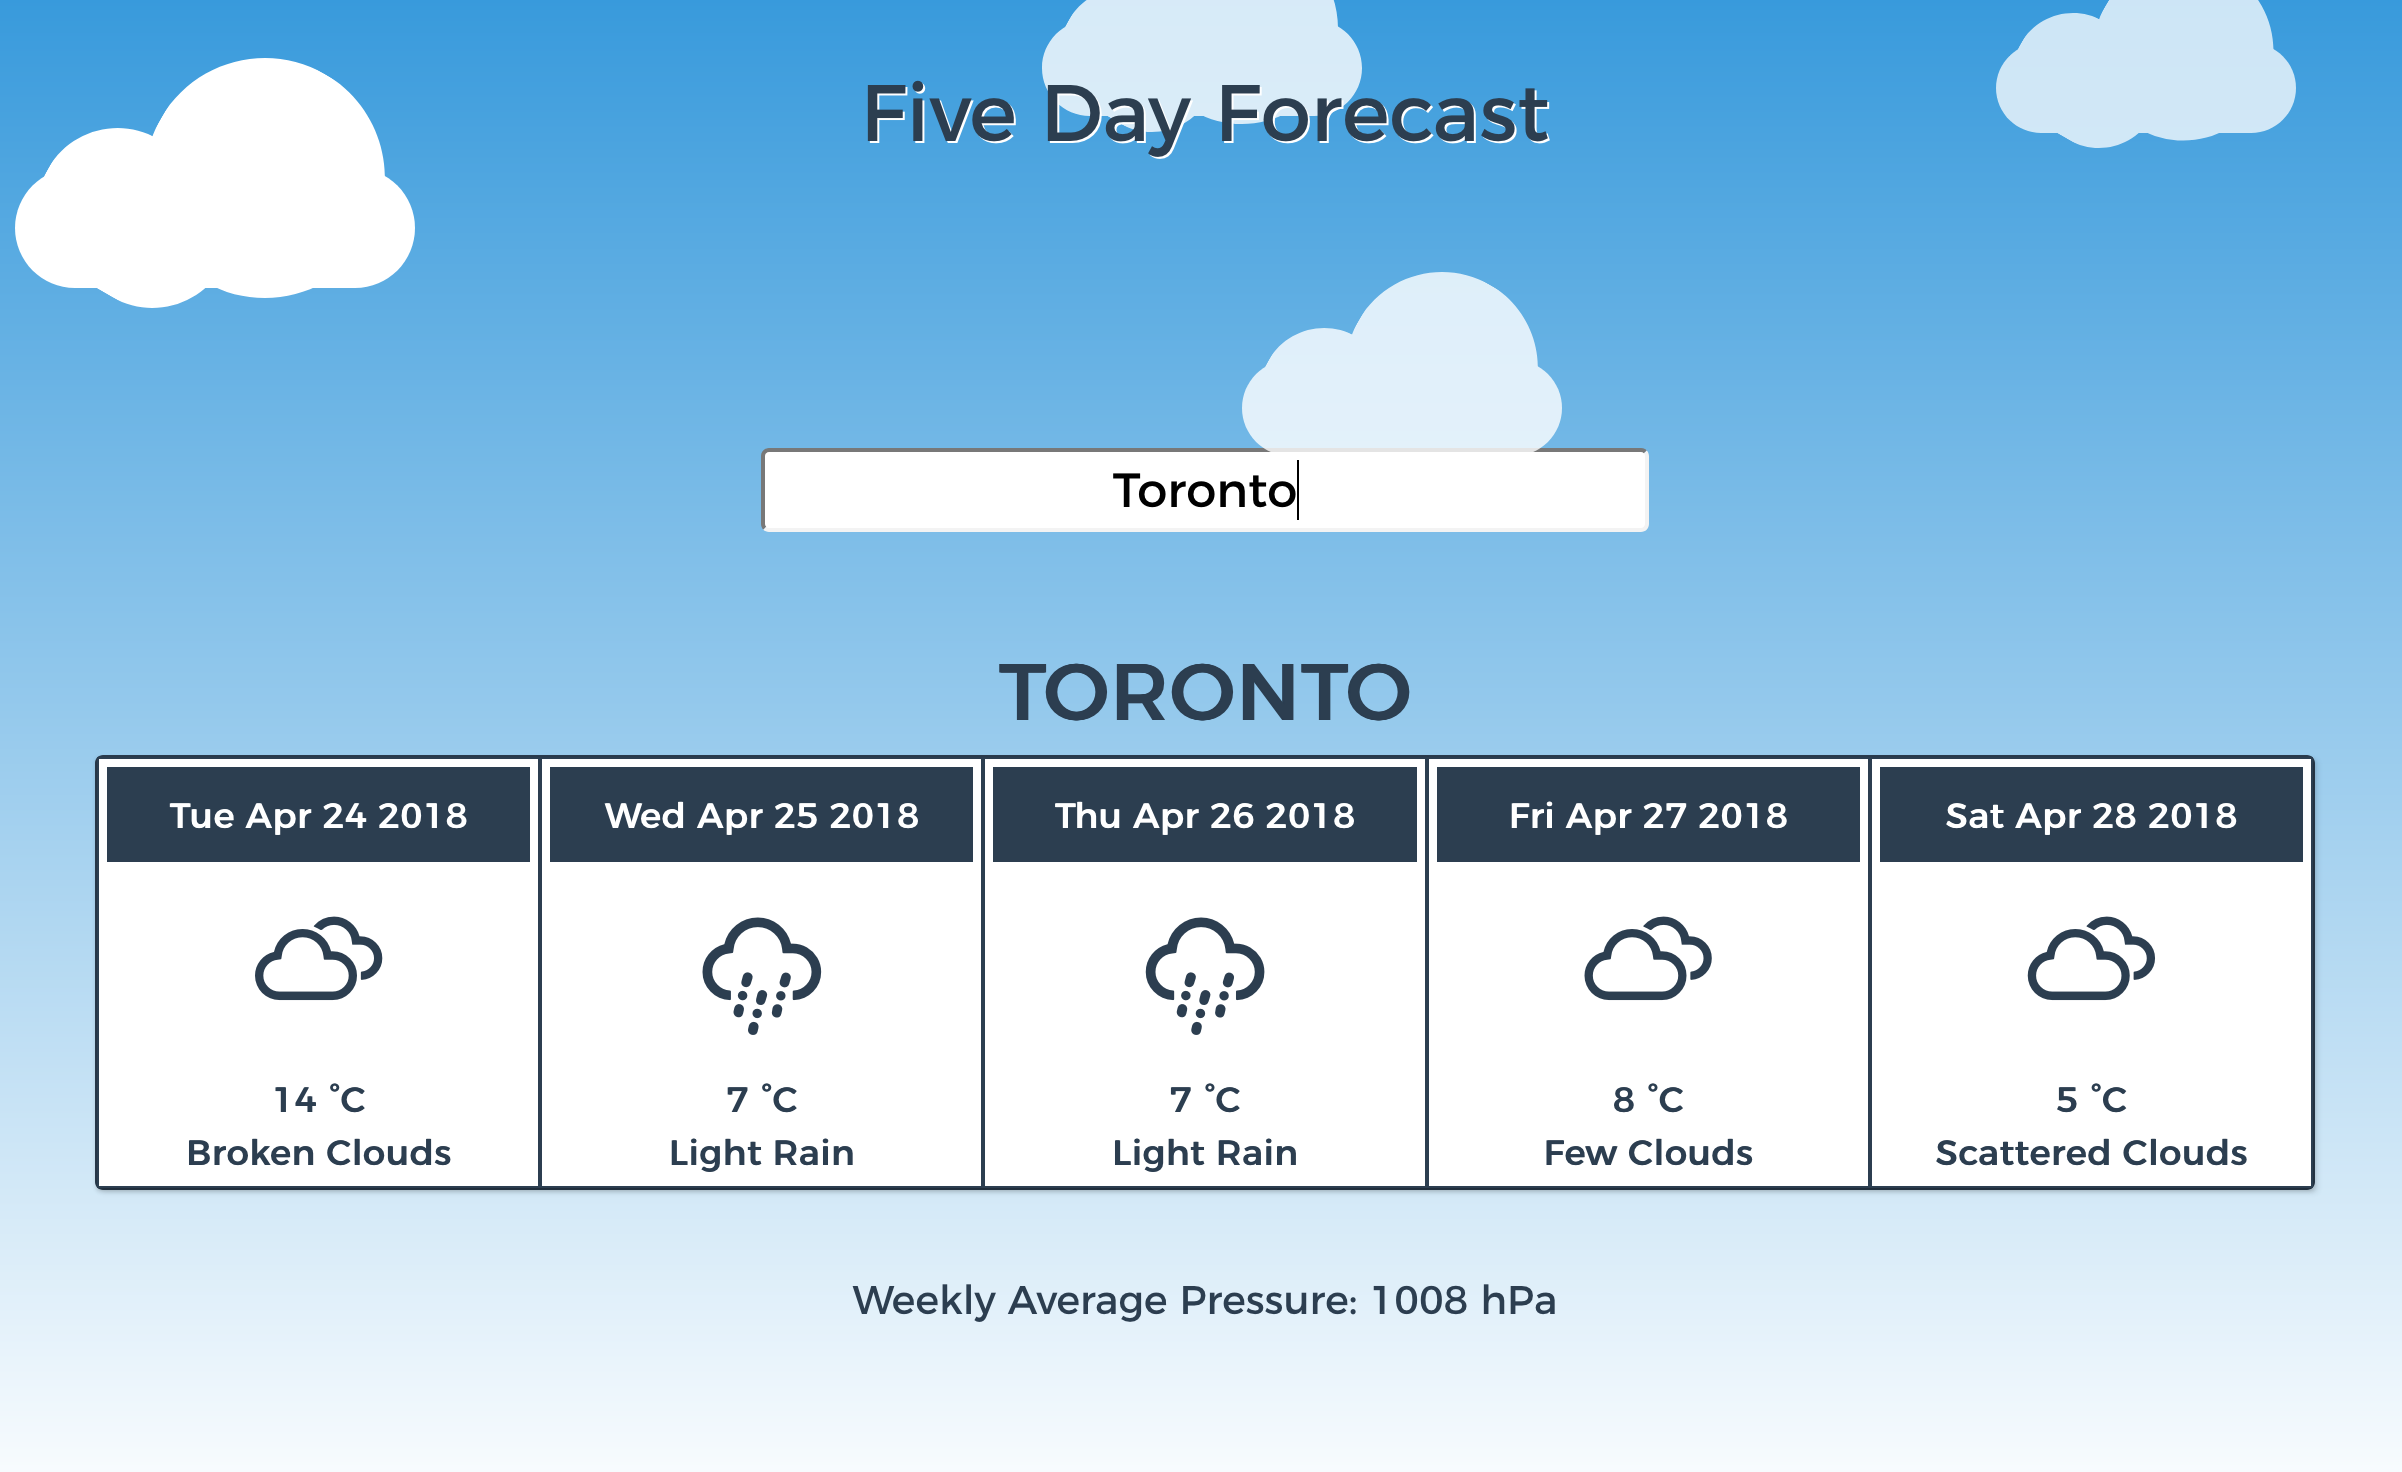 Five Day Forecast
Toronto
TORONTO
Tue Apr 24 2018
Wed Apr 25 2018
Thu Apr 26 2018
Fri Apr 27 2018
Sat Apr 28 2018
14 °C
Broken Clouds
7 °C
Light Rain
7 °C
Light Rain
8 °C
Few Clouds
5 °C
Scattered Clouds
Weekly Average Pressure: 1008 hPa